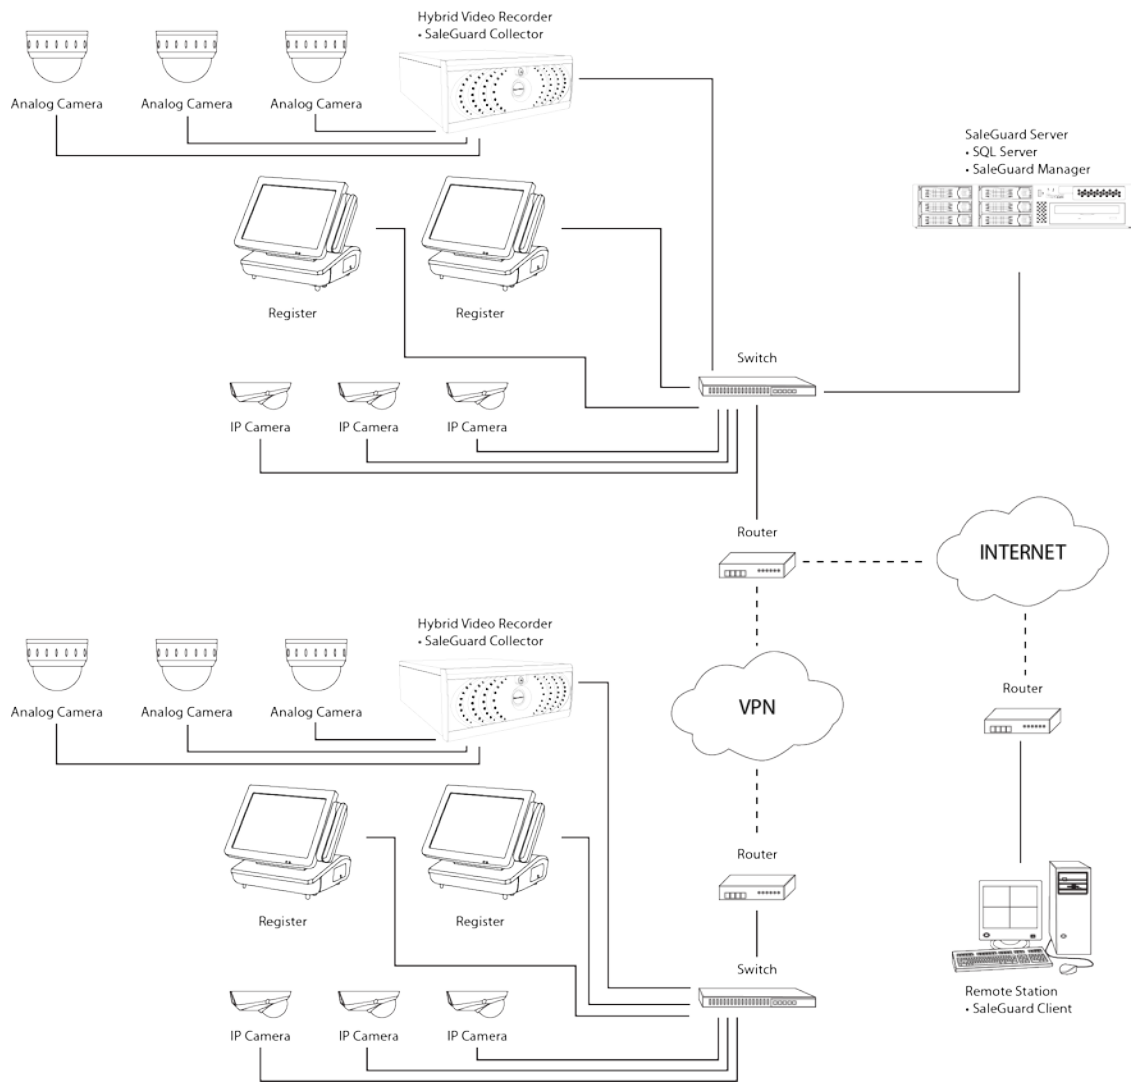 Hybrid Video Recorder
• SaleGuard Collector
Analog Camera
Analog Camera
Analog Camera
SaleGuard Server
• SQL Server
• SaleGuard Manager
Register
Register
Switch
IP Camera
IP Camera
IP Camera
Router
INTERNET
Hybrid Video Recorder
• SaleGuard Collector
Analog Camera
Analog Camera
Analog Camera
Router
VPN
Router
Register
Register
Switch
Remote Station
• SaleGuard Client
IP Camera
IP Camera
IP Camera